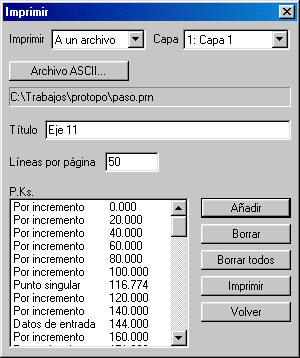 Imprimir
Imprimir A un archivo Capa 1: Capa 1
Archivo ASCII...
C:\Trabajos\protopo\paso.prn
Título Eje 11
Líneas por página 50
P.Ks.
Por incremento 0.000
Por incremento 20.000
Por incremento 40.000
Por incremento 60.000
Por incremento 80.000
Por incremento 100.000
Punto singular 116.774
Por incremento 120.000
Por incremento 140.000
Datos de entrada 144.000
Por incremento 160.000
Añadir
Borrar
Borrar todos
Imprimir
Volver